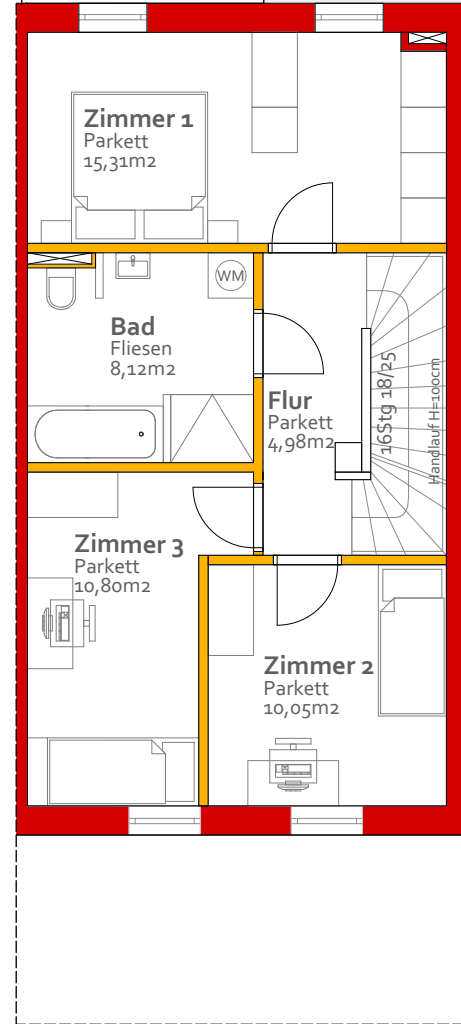 Zimmer 1
Parkett
15,31m2
WM
Bad
Fliesen
8,12m2
Flur
Parkett
4,98m2
16Stg 18/25
Handlauf H=100cm
Zimmer 3
Parkett
10,80m2
Zimmer 2
Parkett
10,05m2